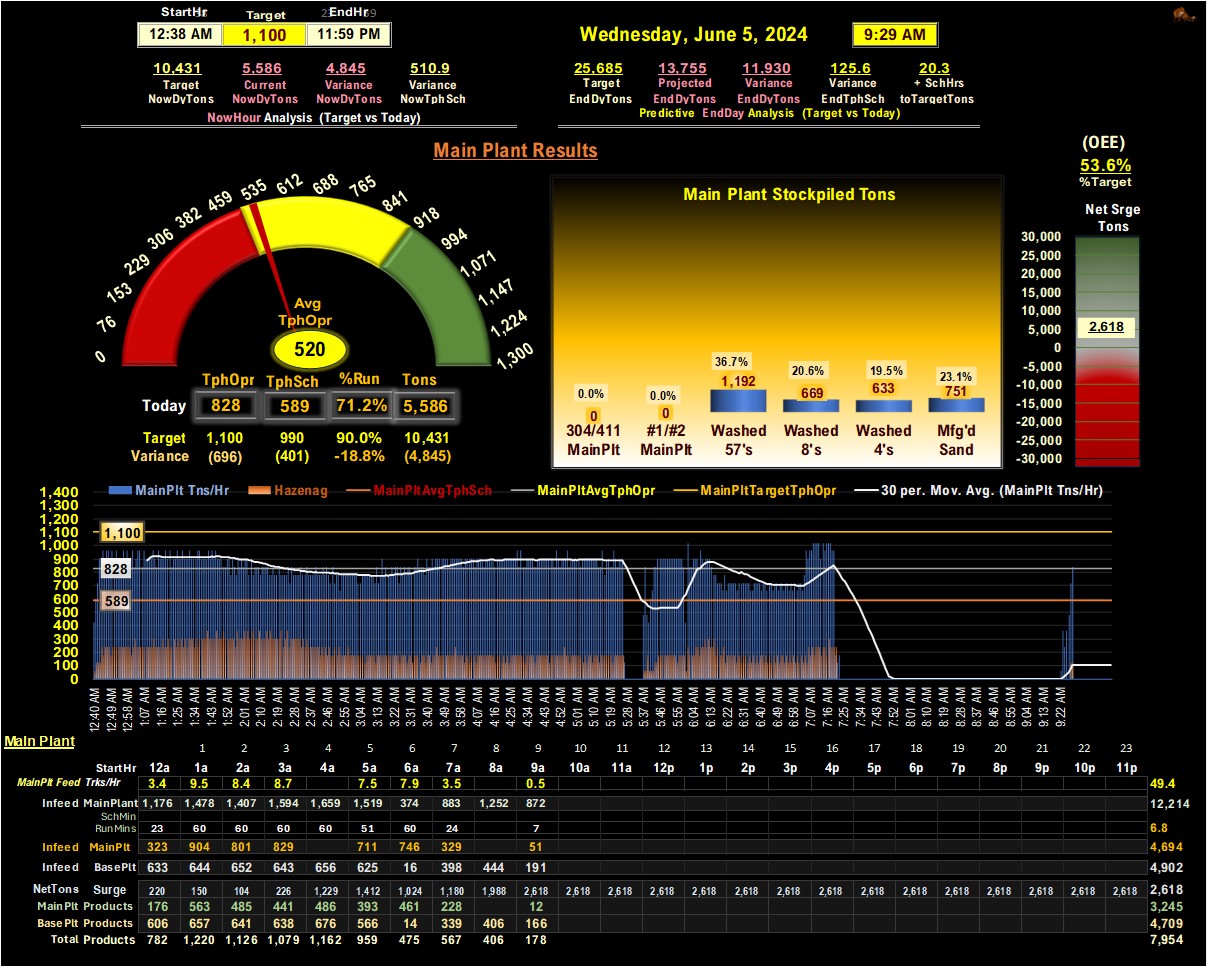 StartHr Target EndHr
12:38 AM 1,100 11:59 PM
Wednesday, June 5, 2024 9:29 AM
10,431 5,586 4,845 510.9
Target Current Variance Variance
NowDyTons NowDyTons NowDyTons NowTphSch
NowHour Analysis (Target vs Today)
25,685 13,755 11,930 125.6 20.3
Target Projected Variance Variance + SchHrs
EndDyTons EndDyTons EndDyTons EndTphSch toTargetTons
Predictive EndDay Analysis (Target vs Today)
Main Plant Results
(OEE)
53.6%
%Target
Net Srge
Tons
0 76 153 229 306 382 459 535 612 688 765 841 918 994 1,071 1,147 1,224 1,300
Avg
TphOpr
520
TphOpr TphSch %Run Tons
Today 828 589 71.2% 5,586
Target 1,100 990 90.0% 10,431
Variance (696) (401) -18.8% (4,845)
Main Plant Stockpiled Tons
0.0% 0.0% 36.7% 20.6% 19.5% 23.1%
0 0 1,192 669 633 751
304/411 #1/#2 Washed Washed Washed Mfg'd
MainPlt MainPlt 57's 8's 4's Sand
30,000
25,000
20,000
15,000
10,000
5,000
0
-5,000
-10,000
-15,000
-20,000
-25,000
-30,000
2,618
MainPlt Tns/Hr Hazenag MainPltAvgTphSch MainPltAvgTphOpr MainPltTargetTphOpr 30 per. Mov. Avg. (MainPlt Tns/Hr)
1,400
1,300
1,200
1,100
1,000
900
800
700
600
500
400
300
200
100
0
1,100
828
589
12:40 AM 12:49 AM 12:58 AM 1:07 AM 1:16 AM 1:25 AM 1:34 AM 1:43 AM 1:52 AM 2:01 AM 2:10 AM 2:19 AM 2:28 AM 2:37 AM 2:46 AM 2:55 AM 3:04 AM 3:13 AM 3:22 AM 3:31 AM 3:40 AM 3:49 AM 3:58 AM 4:07 AM 4:16 AM 4:25 AM 4:34 AM 4:43 AM 4:52 AM 5:01 AM 5:10 AM 5:19 AM 5:28 AM 5:37 AM 5:46 AM 5:55 AM 6:04 AM 6:13 AM 6:22 AM 6:31 AM 6:40 AM 6:49 AM 6:58 AM 7:07 AM 7:16 AM 7:25 AM 7:34 AM 7:43 AM 7:52 AM 8:01 AM 8:10 AM 8:19 AM 8:28 AM 8:37 AM 8:46 AM 8:55 AM 9:04 AM 9:13 AM 9:22 AM
Main Plant
1 2 3 4 5 6 7 8 9 10 11 12 13 14 15 16 17 18 19 20 21 22 23
StartHr 12a 1a 2a 3a 4a 5a 6a 7a 8a 9a 10a 11a 12p 1p 2p 3p 4p 5p 6p 7p 8p 9p 10p 11p
MainPlt Feed Trks/Hr 3.4 9.5 8.4 8.7 7.5 7.9 3.5 0.5 49.4
Infeed MainPlant 1,176 1,478 1,407 1,594 1,659 1,519 374 883 1,252 872 12,214
SchMin
RunMins 23 60 60 60 60 51 60 24 7 6.8
Infeed MainPlt 323 904 801 829 711 746 329 51 4,694
Infeed BasePlt 633 644 652 643 656 625 16 398 444 191 4,902
NetTons Surge 220 150 104 226 1,229 1,412 1,024 1,180 1,988 2,618 2,618 2,618 2,618 2,618 2,618 2,618 2,618 2,618 2,618 2,618 2,618 2,618 2,618 2,618 2,618
MainPlt Products 176 563 485 441 486 393 461 228 12 3,245
BasePlt Products 606 657 641 638 676 566 14 339 406 166 4,709
Total Products 782 1,220 1,126 1,079 1,162 959 475 567 406 178 7,954